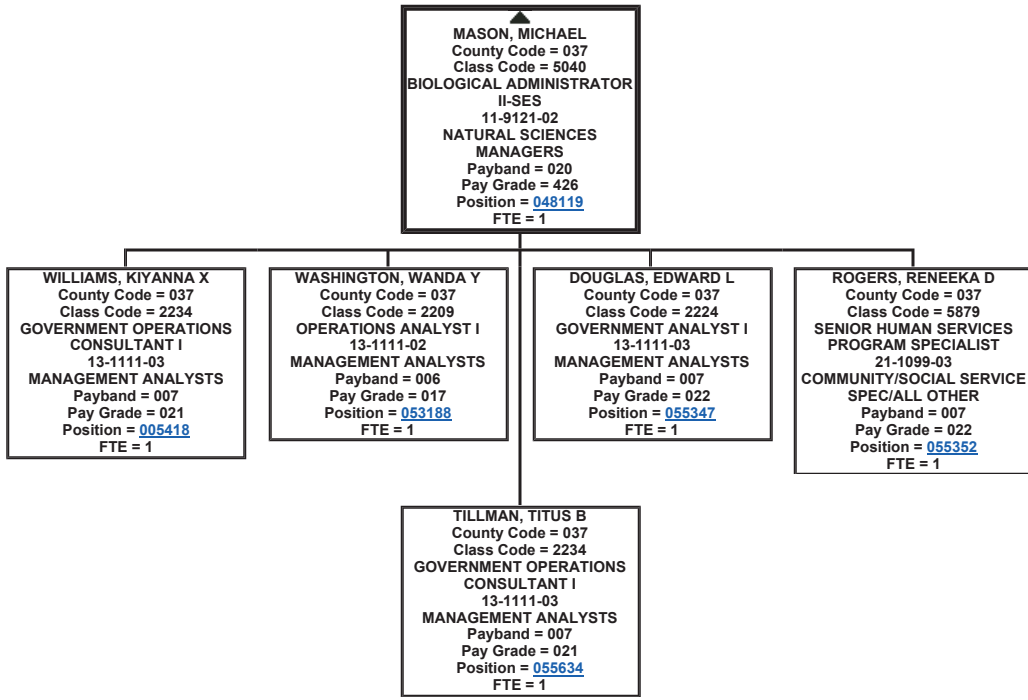 MASON, MICHAEL
County Code = 037
Class Code = 5040
BIOLOGICAL ADMINISTRATOR
II-SES
11-9121-02
NATURAL SCIENCES
MANAGERS
Payband = 020
Pay Grade = 426
Position = 048119
FTE = 1
WILLIAMS, KIYANNA X
County Code = 037
Class Code = 2234
GOVERNMENT OPERATIONS
CONSULTANT I
13-1111-03
MANAGEMENT ANALYSTS
Payband = 007
Pay Grade = 021
Position = 005418
FTE = 1
WASHINGTON, WANDA Y
County Code = 037
Class Code = 2209
OPERATIONS ANALYST I
13-1111-02
MANAGEMENT ANALYSTS
Payband = 006
Pay Grade = 017
Position = 053188
FTE = 1
DOUGLAS, EDWARD L
County Code = 037
Class Code = 2224
GOVERNMENT ANALYST I
13-1111-03
MANAGEMENT ANALYSTS
Payband = 007
Pay Grade = 022
Position = 055347
FTE = 1
ROGERS, RENEEKA D
County Code = 037
Class Code = 5879
SENIOR HUMAN SERVICES
PROGRAM SPECIALIST
21-1099-03
COMMUNITY/SOCIAL SERVICE
SPEC/ALL OTHER
Payband = 007
Pay Grade = 022
Position = 055352
FTE = 1
TILLMAN, TITUS B
County Code = 037
Class Code = 2234
GOVERNMENT OPERATIONS
CONSULTANT I
13-1111-03
MANAGEMENT ANALYSTS
Payband = 007
Pay Grade = 021
Position = 055634
FTE = 1